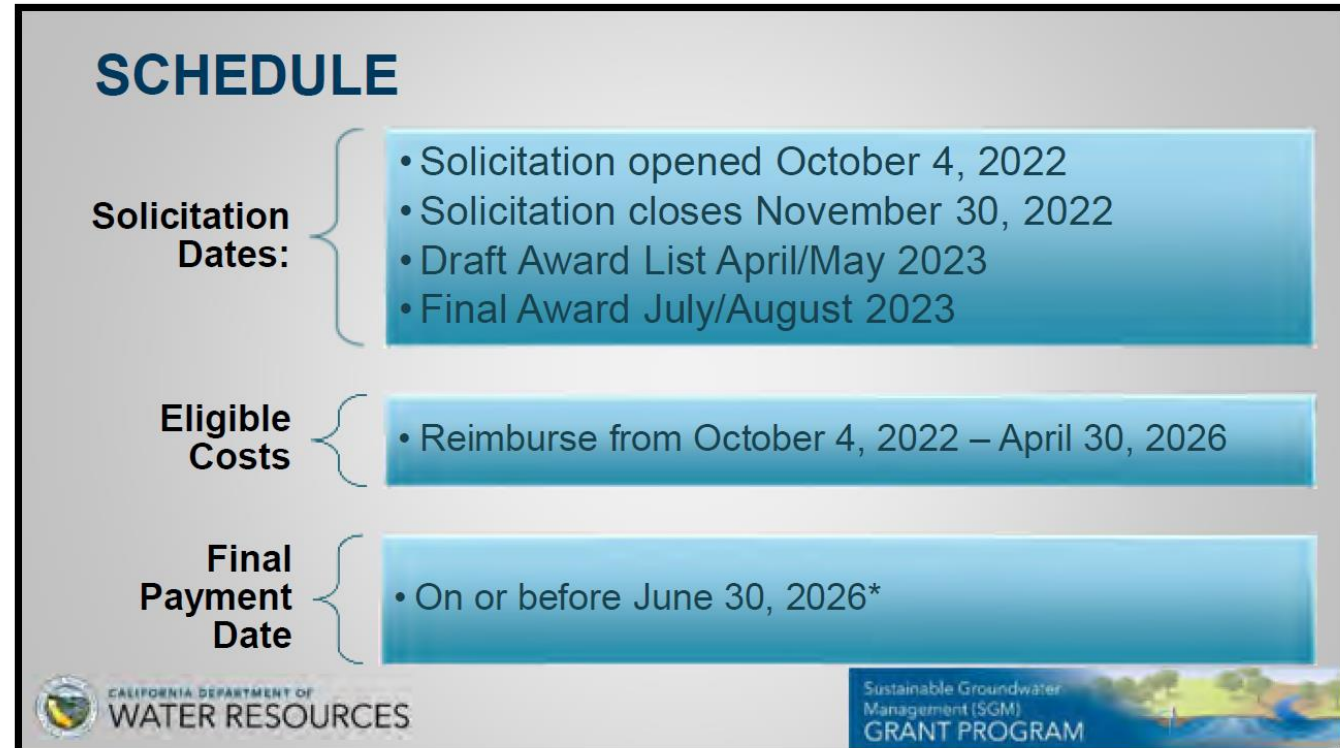 SCHEDULE
Solicitation
Dates:
• Solicitation opened October 4, 2022
• Solicitation closes November 30, 2022
• Draft Award List April/May 2023
• Final Award July/August 2023
Eligible
Costs
• Reimburse from October 4, 2022 – April 30, 2026
Final
Payment
Date
• On or before June 30, 2026*
CALIFORNIA DEPARTMENT OF
WATER RESOURCES
Sustainable Groundwater
Management (SGM)
GRANT PROGRAM